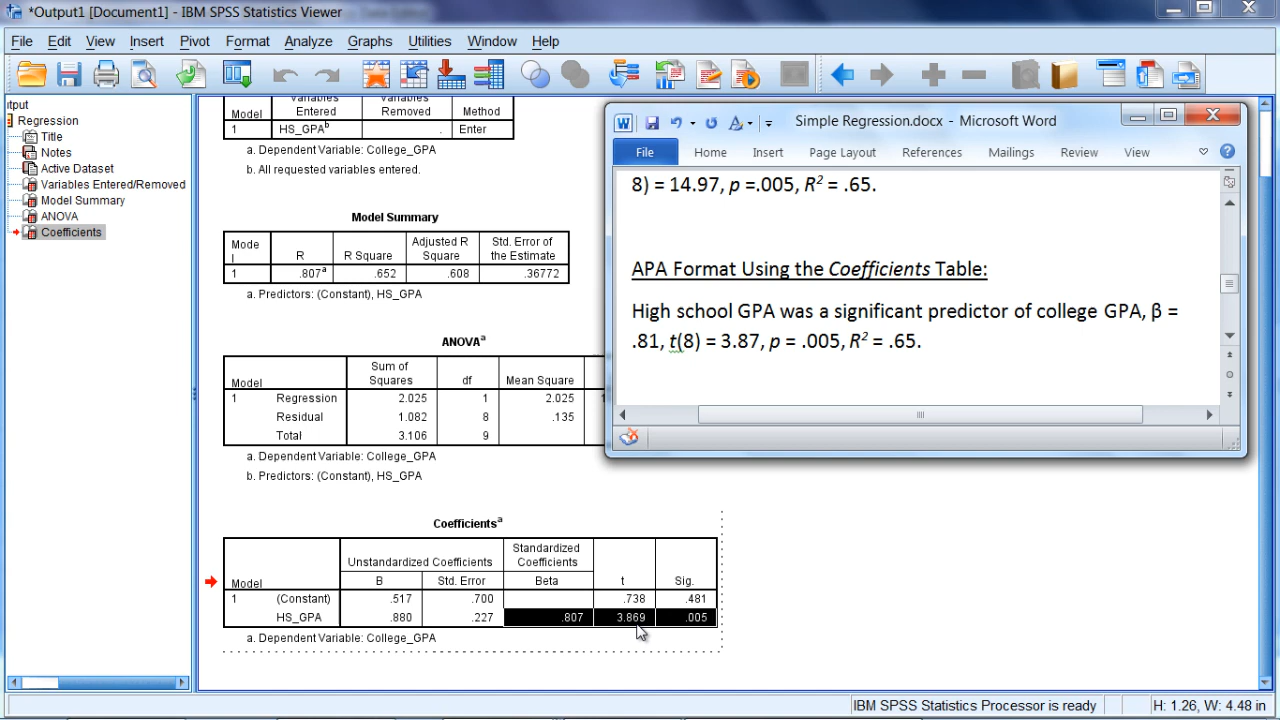 *Output1 [Document1] - IBM SPSS Statistics Viewer
File Edit View Insert Pivot Format Analyze Graphs Utilities Window Help
tput
Regression
Title
Notes
Active Dataset
Variables Entered/Removed
Model Summary
ANOVA
Coefficients
Model Variables Entered Variables Removed Method
1 HS_GPAb . Enter
a. Dependent Variable: College_GPA
b. All requested variables entered.
Model Summary
Mode
l R R Square Adjusted R Square Std. Error of the Estimate
1 .807a .652 .608 .36772
a. Predictors: (Constant), HS_GPA
ANOVAa
Model Sum of Squares df Mean Square
1 Regression 2.025 1 2.025 1
Residual 1.082 8 .135
Total 3.106 9
a. Dependent Variable: College_GPA
b. Predictors: (Constant), HS_GPA
Coefficientsa
Unstandardized Coefficients Standardized Coefficients
Model B Std. Error Beta t Sig.
1 (Constant) .517 .700 .738 .481
HS_GPA .880 .227 .807 3.869 .005
a. Dependent Variable: College_GPA
Simple Regression.docx - Microsoft Word
File Home Insert Page Layout References Mailings Review View
8) = 14.97, p =.005, R2 = .65.
APA Format Using the Coefficients Table:
High school GPA was a significant predictor of college GPA, β =
.81, t(8) = 3.87, p = .005, R2 = .65.
IBM SPSS Statistics Processor is ready H: 1.26, W: 4.48 in